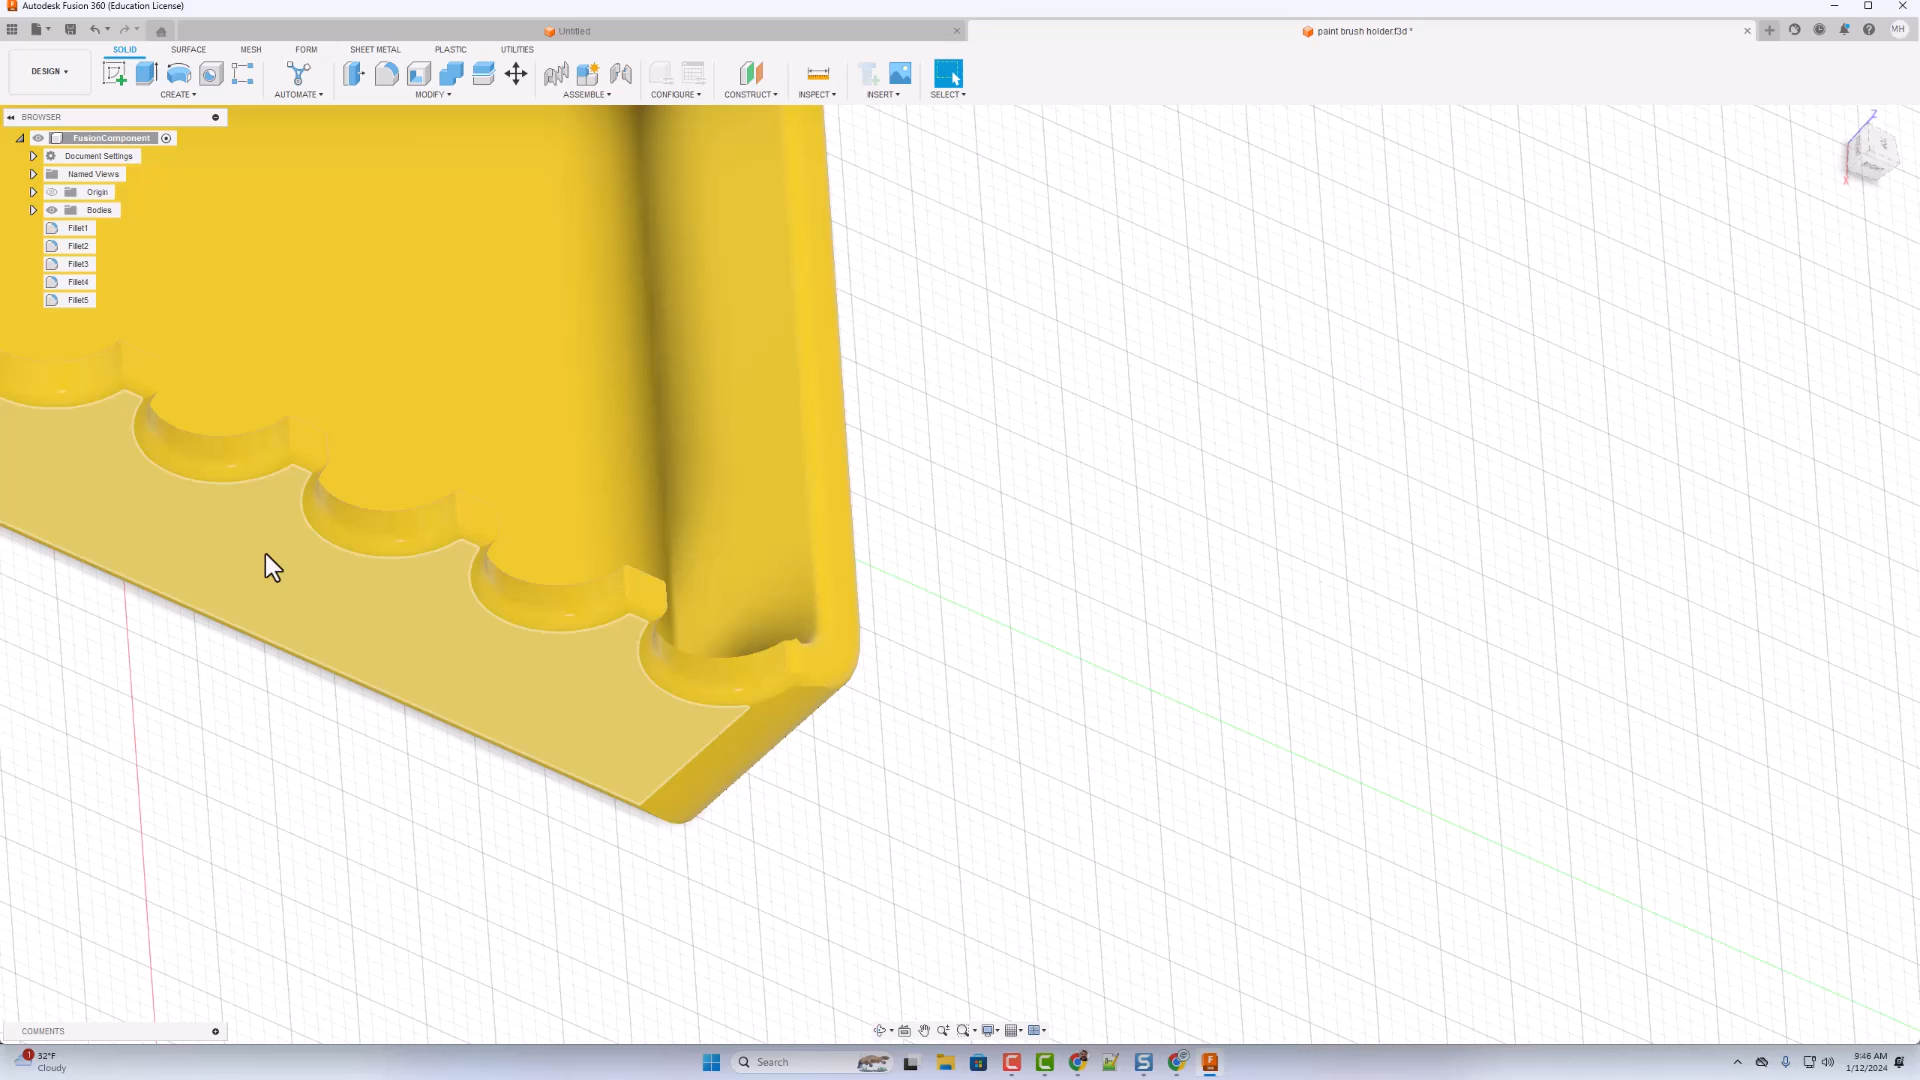 Autodesk Fusion 360 (Education License)
Untitled
paint brush holder.f3d *
MH
DESIGN
SOLID SURFACE MESH FORM SHEET METAL PLASTIC UTILITIES
CREATE AUTOMATE MODIFY ASSEMBLE CONFIGURE CONSTRUCT INSPECT INSERT SELECT
BROWSER
FusionComponent
Document Settings
Named Views
Origin
Bodies
Fillet1
Fillet2
Fillet3
Fillet4
Fillet5
Z
X
COMMENTS
1
32°F
Cloudy
Search
9:46 AM
1/12/2024